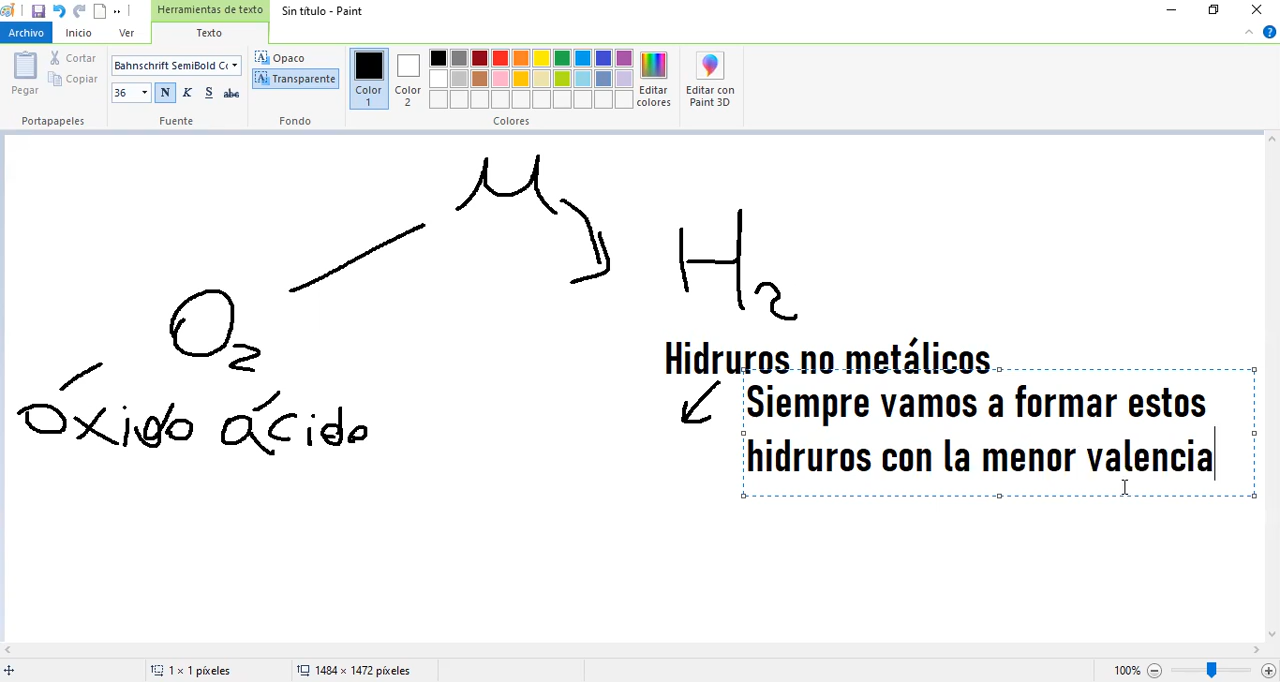 Herramientas de texto
Sin título - Paint
Archivo
Inicio
Ver
Texto
Pegar
Cortar
Copiar
Portapapeles
Bahnschrift SemiBold Co
36
N K S abc
Fuente
Opaco
Transparente
Fondo
Color 1
Color 2
Editar colores
Colores
Editar con Paint 3D
M
H2
O2
Óxido ácido
Hidruros no metálicos
Siempre vamos a formar estos
hidruros con la menor valencia
1 × 1 píxeles
1484 × 1472 píxeles
100%